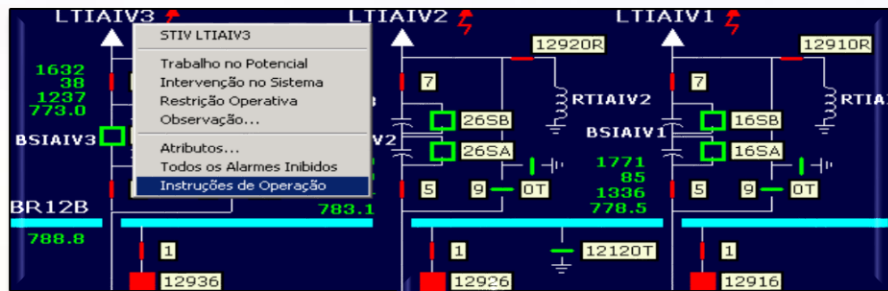 LTIAIV3
LTIAIV2
LTIAIV1
STIV LTIAIV3
Trabalho no Potencial
Intervenção no Sistema
Restrição Operativa
Observação...
Atributos...
Todos os Alarmes Inibidos
Instruções de Operação
1632
38
1237
773.0
BSIAIV3
BR12B
788.8
1
12936
V2
783.1
12920R
7
RTIAIV2
26SB
26SA
5
9
0T
1
12120T
12926
12910R
7
RTIA
BSIAIV1
16SB
16SA
1771
85
1336
778.5
5
9
0T
1
12916